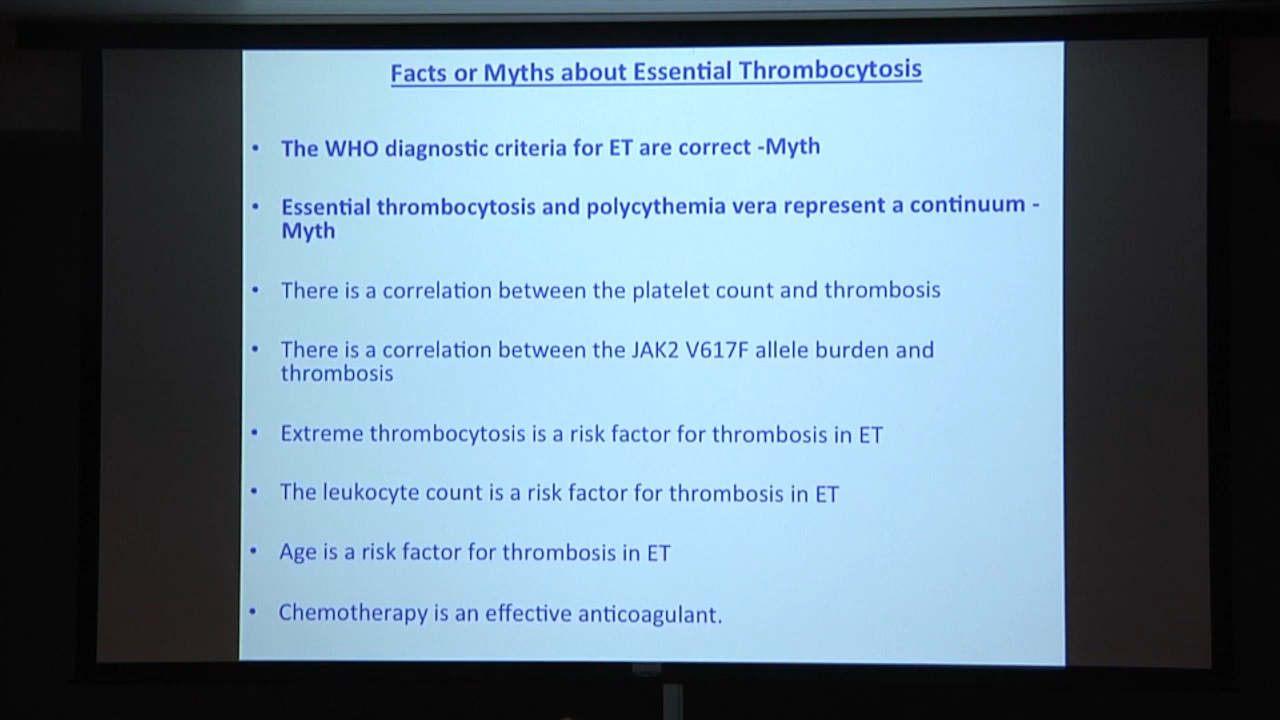 Facts or Myths about Essential Thrombocytosis
• The WHO diagnostic criteria for ET are correct -Myth
• Essential thrombocytosis and polycythemia vera represent a continuum -
Myth
• There is a correlation between the platelet count and thrombosis
• There is a correlation between the JAK2 V617F allele burden and
thrombosis
• Extreme thrombocytosis is a risk factor for thrombosis in ET
• The leukocyte count is a risk factor for thrombosis in ET
• Age is a risk factor for thrombosis in ET
• Chemotherapy is an effective anticoagulant.